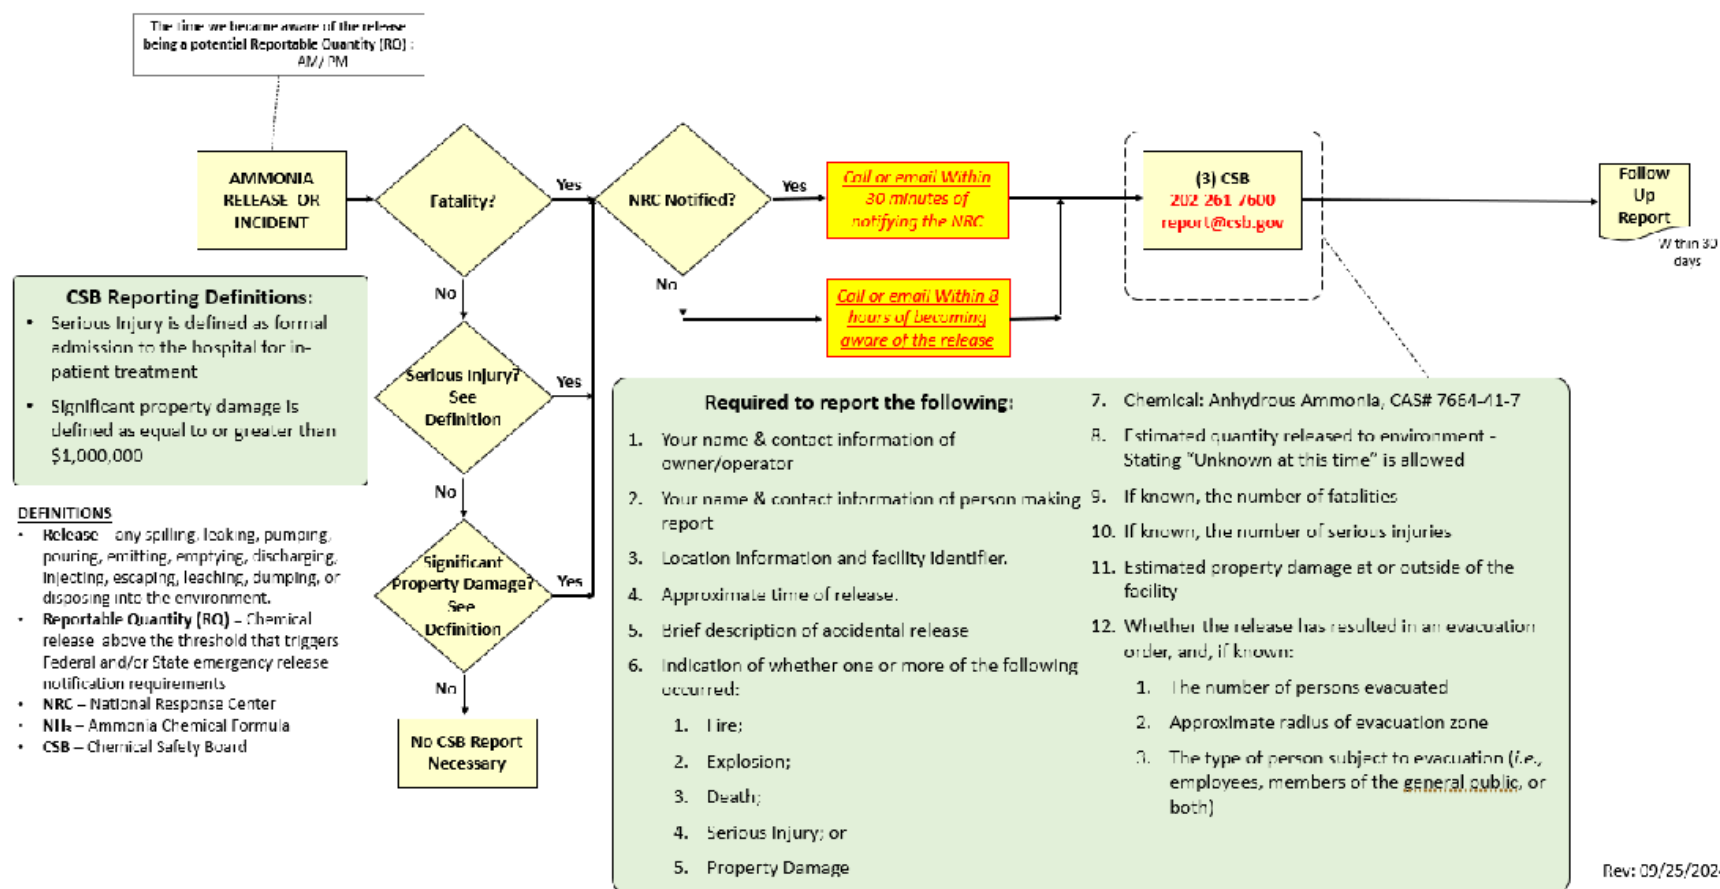 The time we became aware of the release
being a potential Reportable Quantity (RQ) :
AM/ PM
AMMONIA
RELEASE OR
INCIDENT
Fatality?
Yes
NRC Notified?
Yes
Call or email Within
30 minutes of
notifying the NRC
(3) CSB
202 261 7600
report@csb.gov
Follow
Up
Report
Within 30
days
No
No
Call or email Within 8
hours of becoming
aware of the release
CSB Reporting Definitions:
• Serious Injury is defined as formal
admission to the hospital for in-
patient treatment
• Significant property damage is
defined as equal to or greater than
$1,000,000
Serious Injury?
See
Definition
Yes
No
Significant
Property Damage?
See
Definition
Yes
No
No CSB Report
Necessary
DEFINITIONS
• Release – any spilling, leaking, pumping,
pouring, emitting, emptying, discharging,
injecting, escaping, leaching, dumping, or
disposing into the environment.
• Reportable Quantity (RQ) – Chemical
release above the threshold that triggers
Federal and/or State emergency release
notification requirements
• NRC – National Response Center
• NH₃ – Ammonia Chemical Formula
• CSB – Chemical Safety Board
Required to report the following:
1. Your name & contact information of
owner/operator
2. Your name & contact information of person making
report
3. Location information and facility identifier.
4. Approximate time of release.
5. Brief description of accidental release
6. Indication of whether one or more of the following
occurred:
1. Fire;
2. Explosion;
3. Death;
4. Serious Injury; or
5. Property Damage
7. Chemical: Anhydrous Ammonia, CAS# 7664-41-7
8. Estimated quantity released to environment -
Stating “Unknown at this time” is allowed
9. If known, the number of fatalities
10. If known, the number of serious injuries
11. Estimated property damage at or outside of the
facility
12. Whether the release has resulted in an evacuation
order, and, if known:
1. The number of persons evacuated
2. Approximate radius of evacuation zone
3. The type of person subject to evacuation (i.e.,
employees, members of the general public, or
both)
Rev: 09/25/202